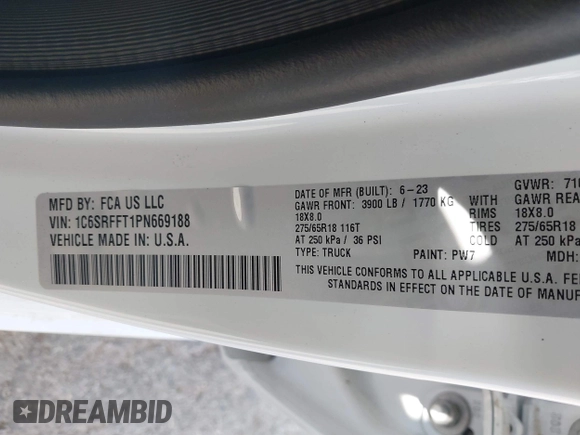 MFD BY: FCA US LLC
VIN: 1C6SRFFT1PN669188
VEHICLE MADE IN: U.S.A.
DATE OF MFR (BUILT): 6-23 GVWR: 710
GAWR FRONT: 3900 LB / 1770 KG WITH GAWR REA
18X8.0 RIMS 18X8.0
275/65R18 116T TIRES 275/65R18
AT 250 kPa / 36 PSI COLD AT 250 kPa
TYPE: TRUCK PAINT: PW7 MDH:
THIS VEHICLE CONFORMS TO ALL APPLICABLE U.S.A. FE
STANDARDS IN EFFECT ON THE DATE OF MANUF
DREAMBID